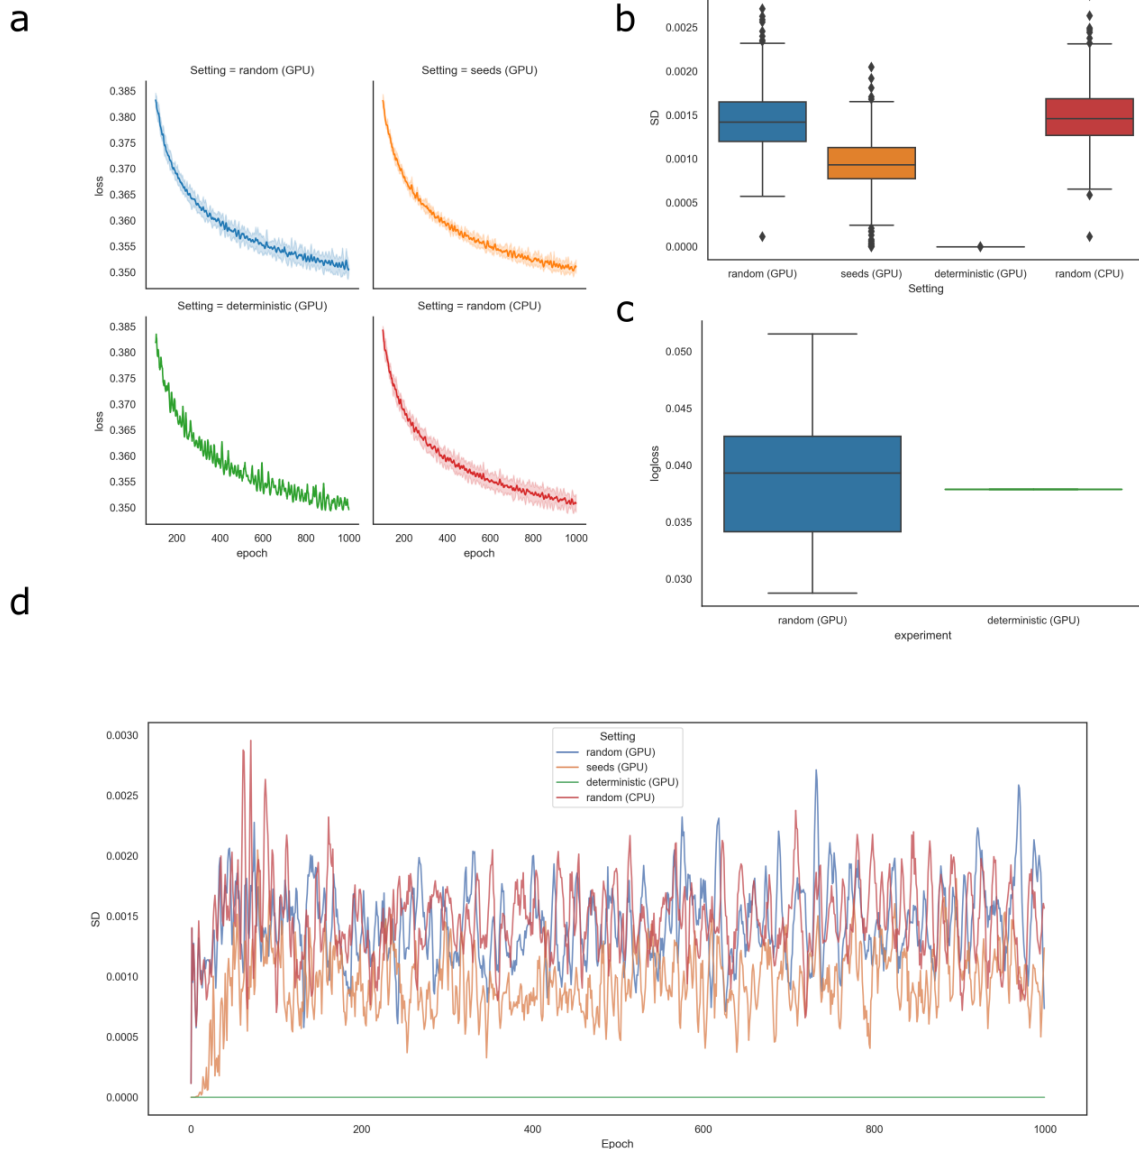 a
Setting = random (GPU)
Setting = seeds (GPU)
0.385
0.380
0.375
0.370
0.365
0.360
0.355
0.350
loss
Setting = deterministic (GPU)
Setting = random (CPU)
0.385
0.380
0.375
0.370
0.365
0.360
0.355
0.350
loss
200 400 600 800 1000
200 400 600 800 1000
epoch
epoch
b
0.0025
0.0020
0.0015
0.0010
0.0005
0.0000
SD
random (GPU) seeds (GPU) deterministic (GPU) random (CPU)
Setting
c
0.050
0.045
0.040
0.035
0.030
logloss
random (GPU) deterministic (GPU)
experiment
d
0.0030
0.0025
0.0020
0.0015
0.0010
0.0005
0.0000
SD
Setting
random (GPU)
seeds (GPU)
deterministic (GPU)
random (CPU)
0 200 400 600 800 1000
Epoch